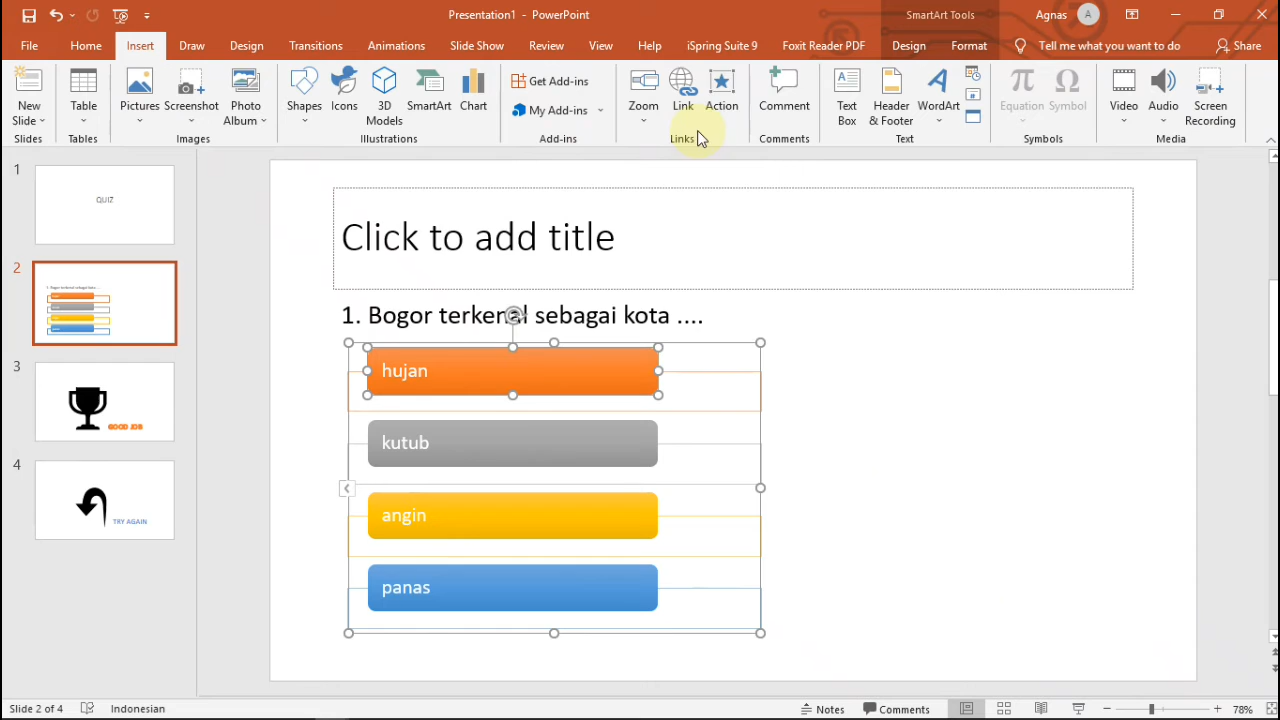 Presentation1 - PowerPoint
SmartArt Tools
Agnas
A
File Home Insert Draw Design Transitions Animations Slide Show Review View Help iSpring Suite 9 Foxit Reader PDF Design Format Tell me what you want to do Share
New Slide
Table
Pictures
Screenshot
Photo Album
Shapes
Icons
3D Models
SmartArt
Chart
Get Add-ins
My Add-ins
Zoom
Link
Action
Comment
Text Box
Header & Footer
WordArt
Equation
Symbol
Video
Audio
Screen Recording
Slides Tables Images Illustrations Add-ins Links Comments Text Symbols Media
1
QUIZ
2
1. Bogor terkenal sebagai kota ....
3
GOOD JOB
4
TRY AGAIN
Click to add title
1. Bogor terkenal sebagai kota ....
hujan
kutub
angin
panas
Slide 2 of 4
Indonesian
Notes
Comments
78%